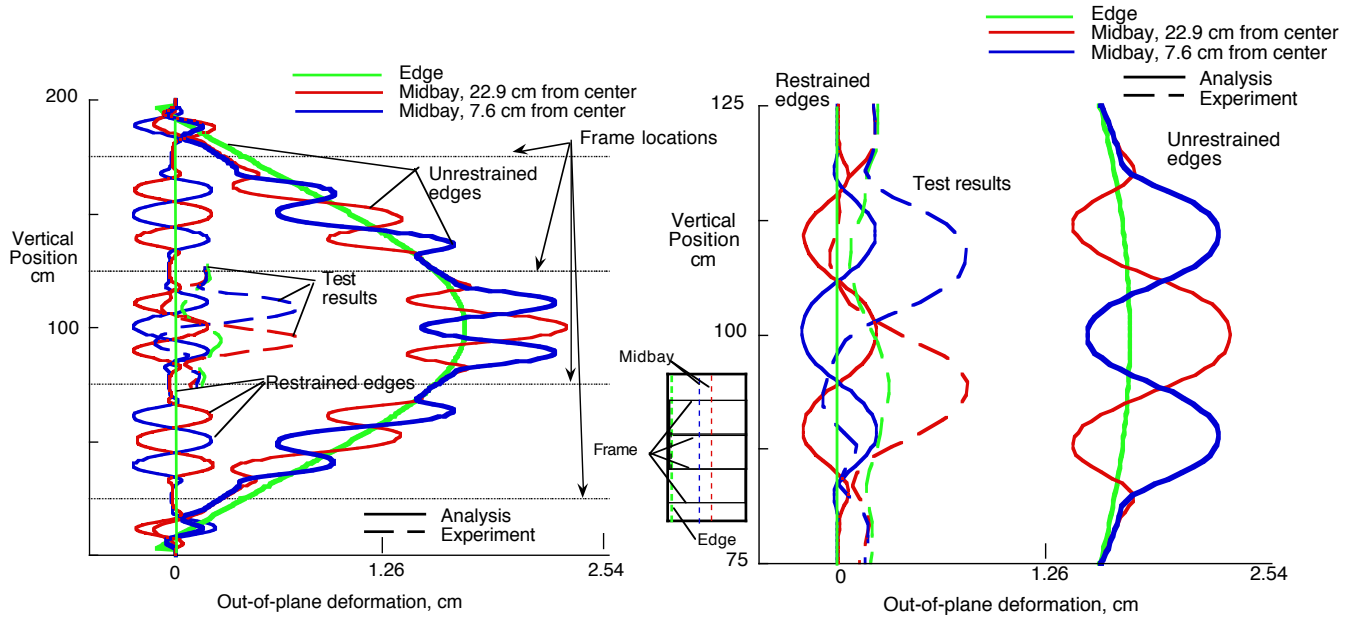 Edge
Midbay, 22.9 cm from center
Midbay, 7.6 cm from center
200
Frame locations
Unrestrained
edges
Vertical
Position
cm
Test
results
100
Restrained edges
Analysis
Experiment
0
1.26
2.54
Out-of-plane deformation, cm
Midbay
Frame
Edge
Edge
Midbay, 22.9 cm from center
Midbay, 7.6 cm from center
Restrained
edges
Analysis
Experiment
125
Unrestrained
edges
Test results
Vertical
Position
cm
100
75
0
1.26
2.54
Out-of-plane deformation, cm